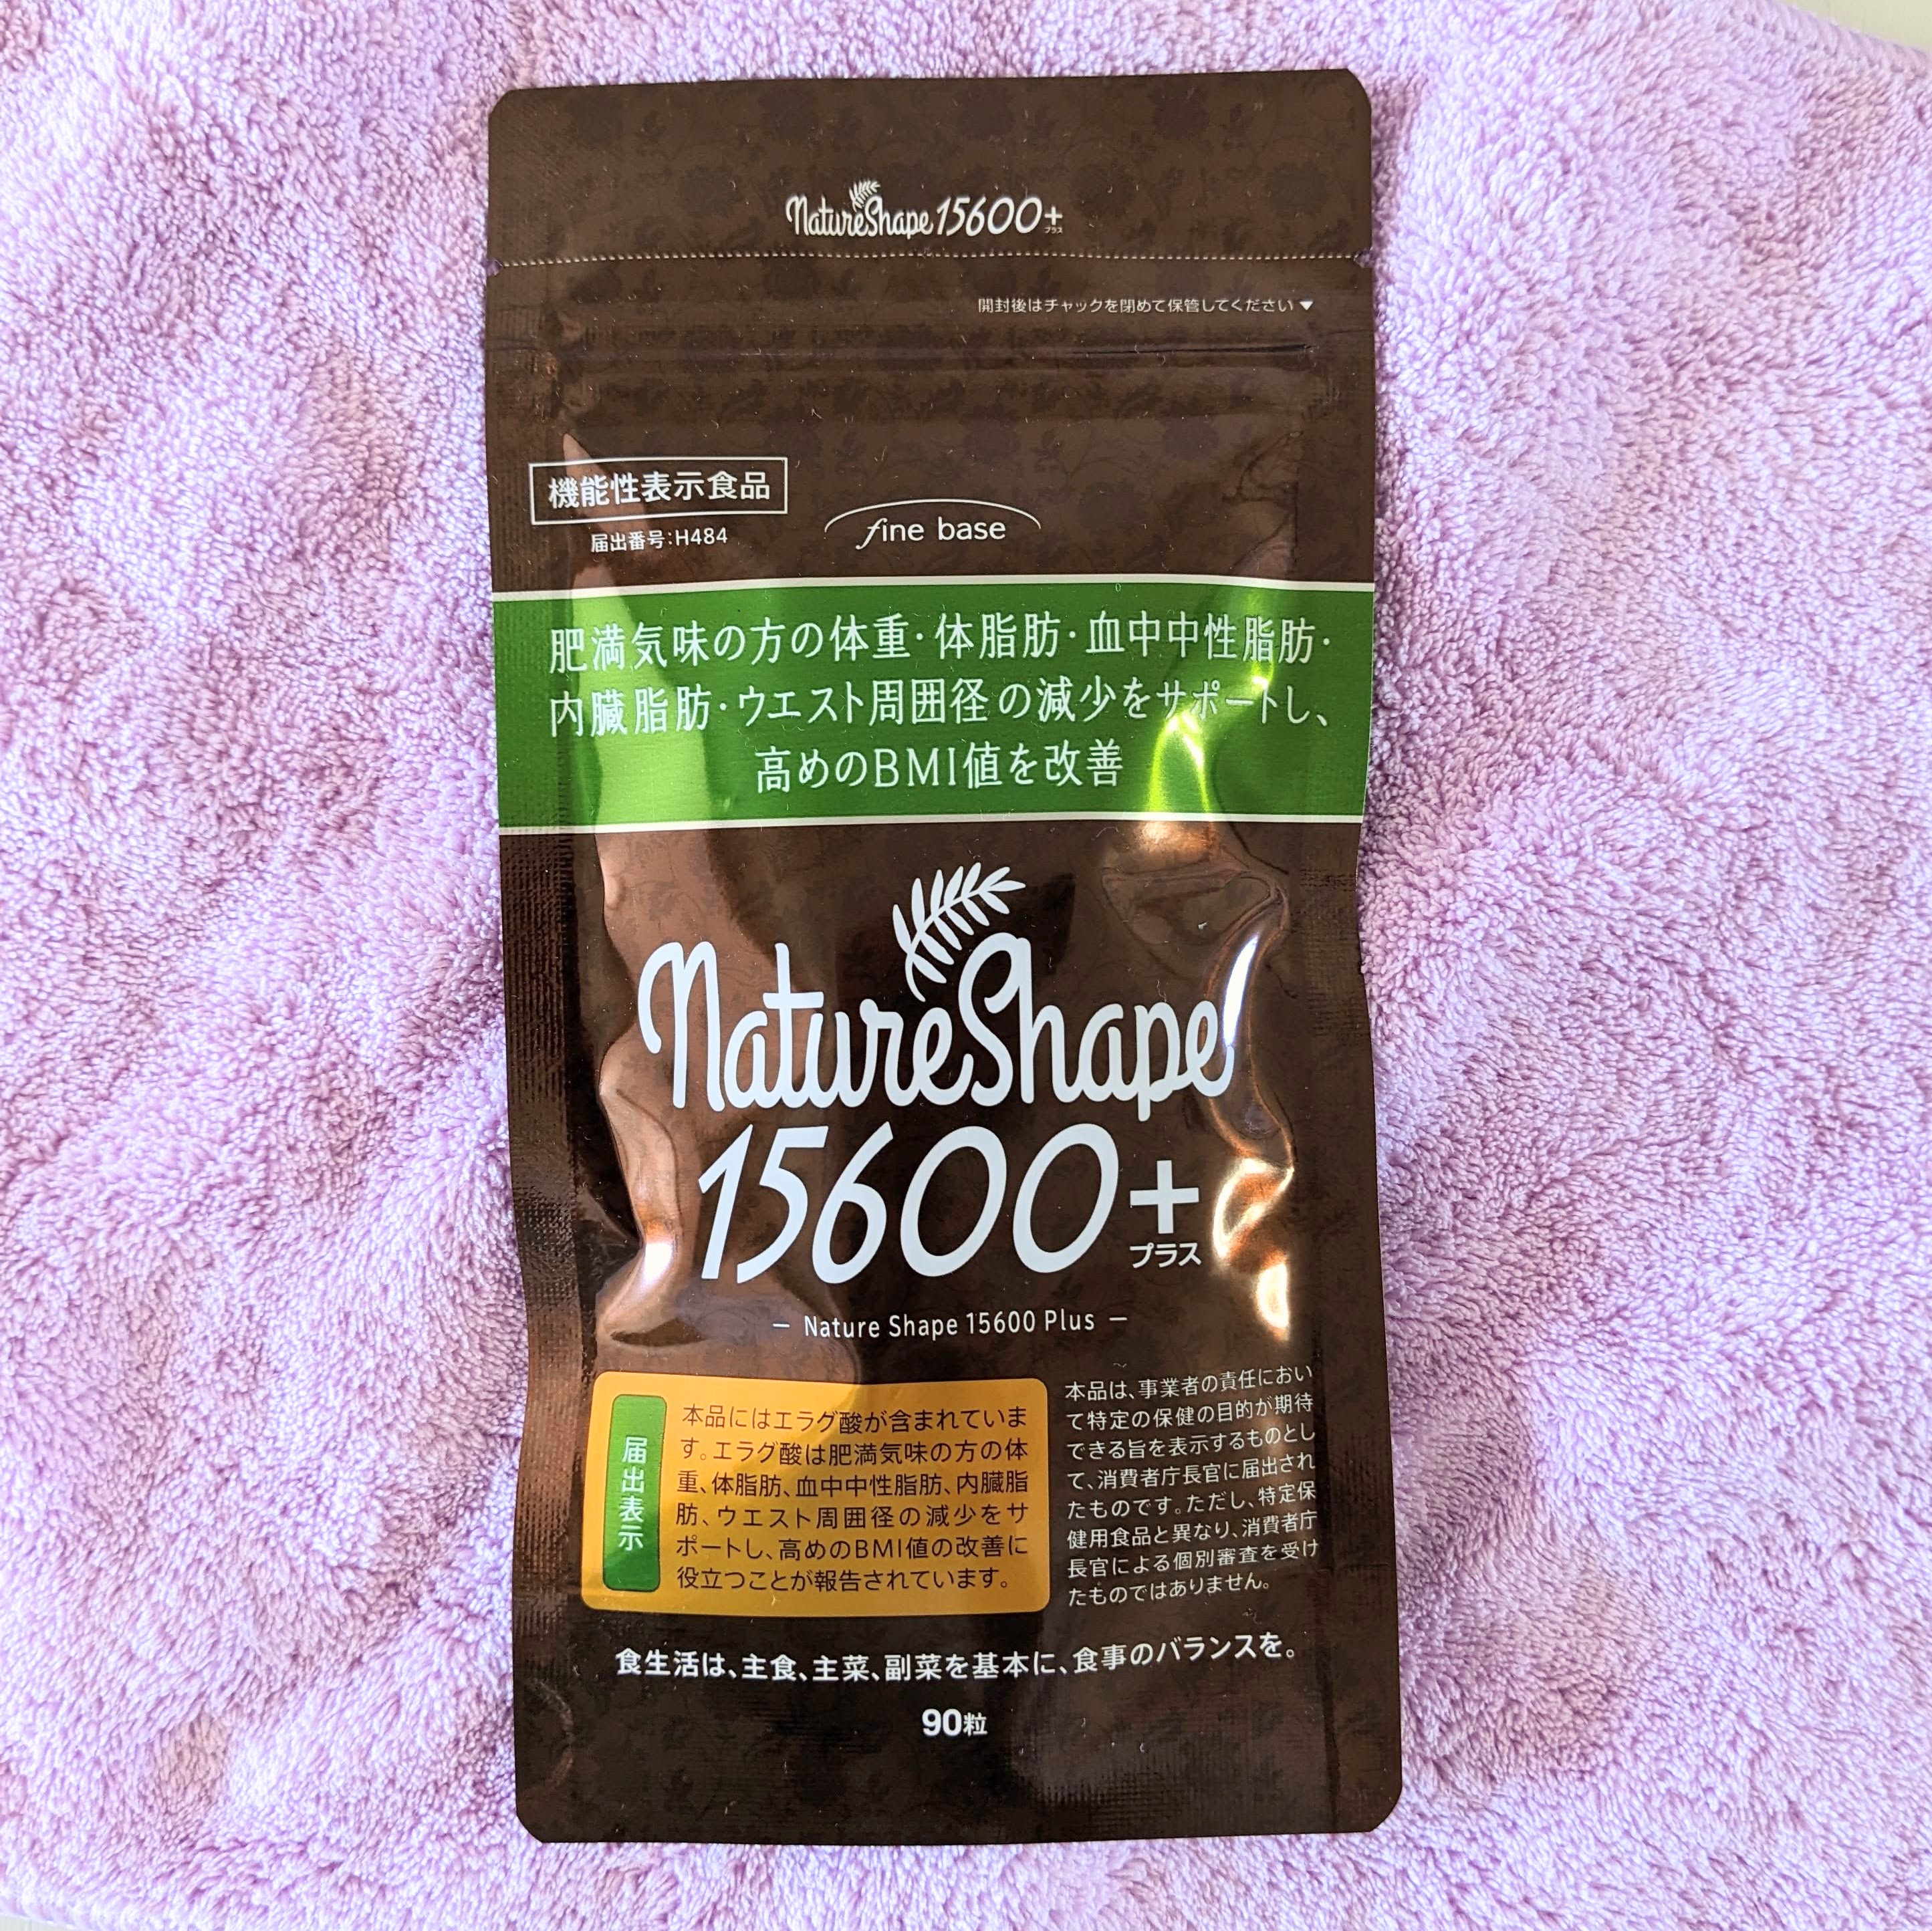 NatureShape 15600+
プラス
開封後はチャックを閉めて保管してください▼
機能性表示食品
届出番号:H484
fine base
肥満気味の方の体重・体脂肪・血中中性脂肪・
内臓脂肪・ウエスト周囲径の減少をサポートし、
高めのBMI値を改善
NatureShape
15600+
プラス
— Nature Shape 15600 Plus —
届出表示
本品にはエラグ酸が含まれていま
す。エラグ酸は肥満気味の方の体
重、体脂肪、血中中性脂肪、内臓脂
肪、ウエスト周囲径の減少をサ
ポートし、高めのBMI値の改善に
役立つことが報告されています。
本品は、事業者の責任におい
て特定の保健の目的が期待
できる旨を表示するものとし
て、消費者庁長官に届出され
たものです。ただし、特定保
健用食品と異なり、消費者庁
長官による個別審査を受け
たものではありません。
食生活は、主食、主菜、副菜を基本に、食事のバランスを。
90粒